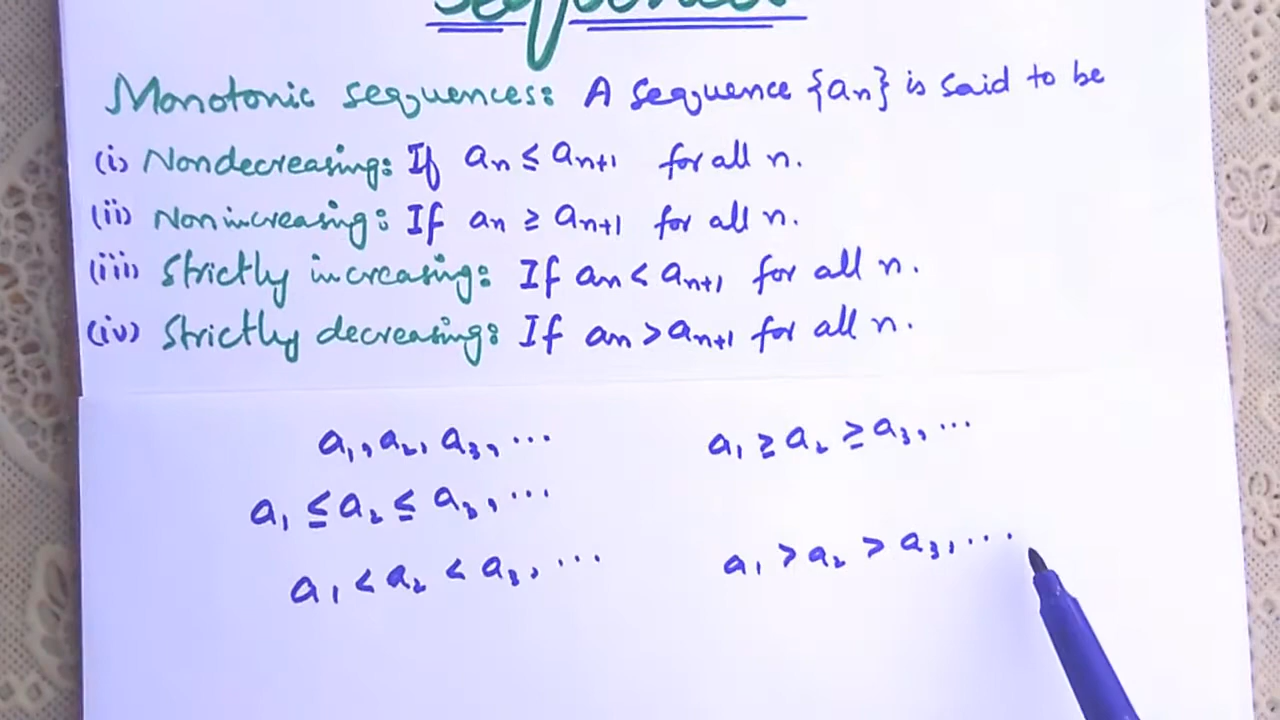 Sequences
Monotonic sequences: A sequence {aₙ} is said to be
(i) Nondecreasing: If aₙ ≤ aₙ₊₁ for all n.
(ii) Nonincreasing: If aₙ ≥ aₙ₊₁ for all n.
(iii) Strictly increasing: If aₙ < aₙ₊₁ for all n.
(iv) Strictly decreasing: If aₙ > aₙ₊₁ for all n.
a₁, a₂, a₃, ...
a₁ ≤ a₂ ≤ a₃, ...
a₁ < a₂ < a₃, ...
a₁ ≥ a₂ ≥ a₃, ...
a₁ > a₂ > a₃, ...